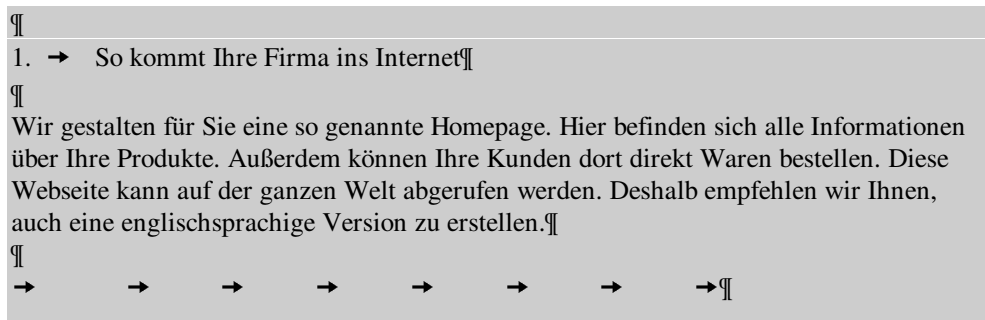 ¶
1. → So kommt Ihre Firma ins Internet¶
¶
Wir gestalten für Sie eine so genannte Homepage. Hier befinden sich alle Informationen
über Ihre Produkte. Außerdem können Ihre Kunden dort direkt Waren bestellen. Diese
Webseite kann auf der ganzen Welt abgerufen werden. Deshalb empfehlen wir Ihnen,
auch eine englischsprachige Version zu erstellen.¶
¶
→ → → → → → → →¶